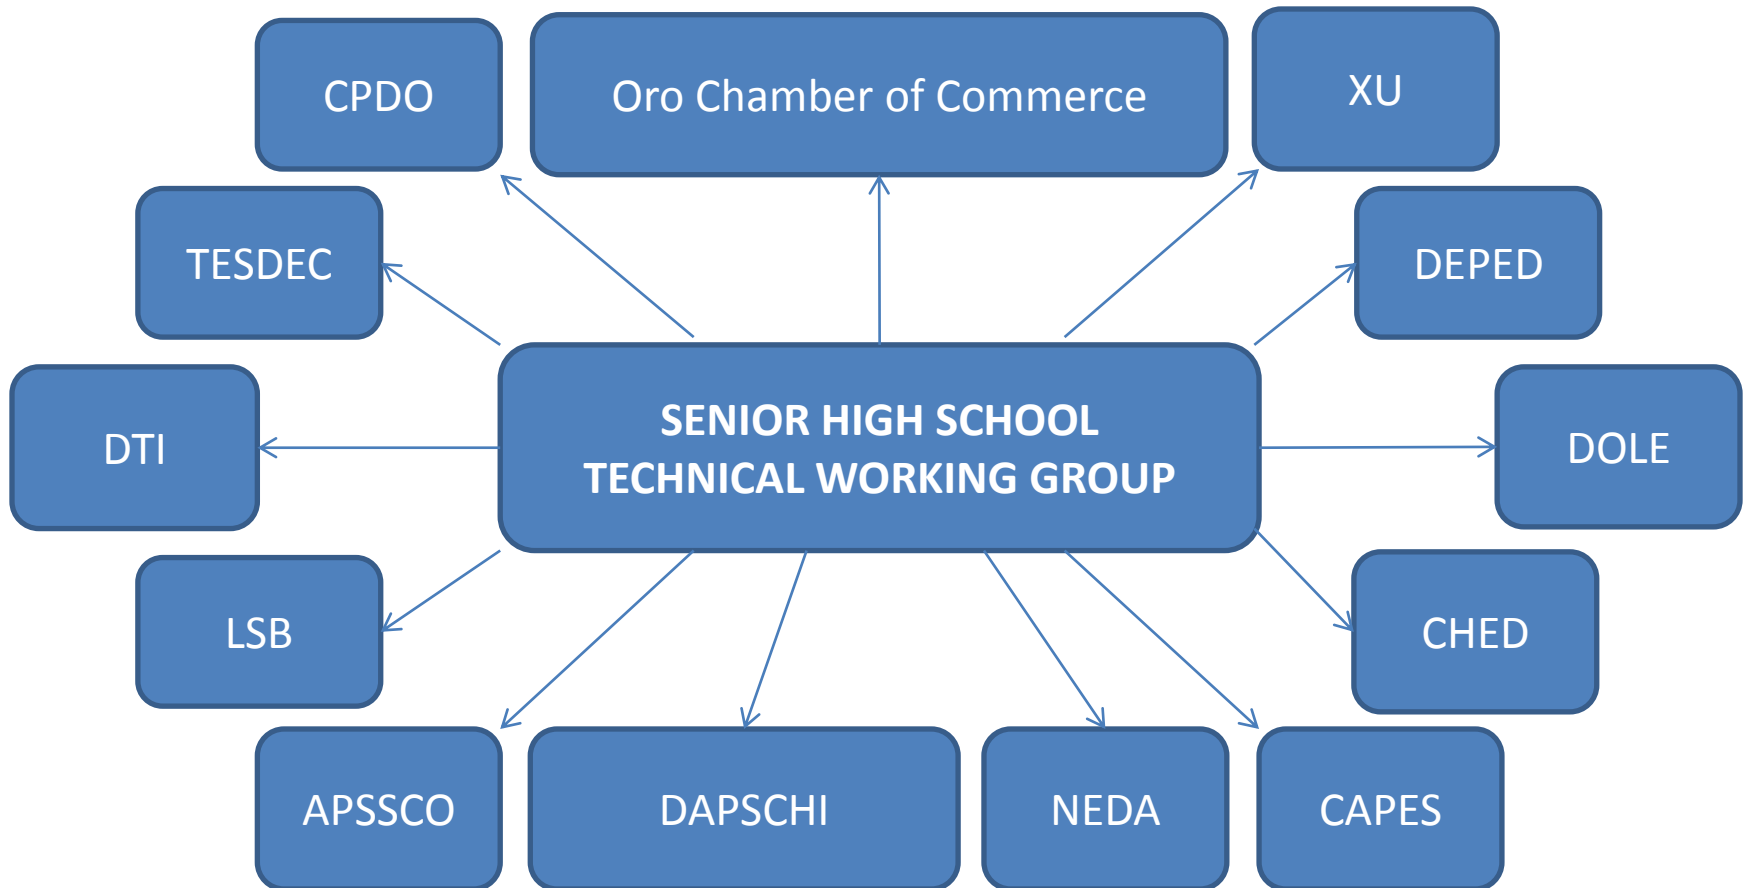 CPDO
Oro Chamber of Commerce
XU
TESDEC
DEPED
SENIOR HIGH SCHOOL
TECHNICAL WORKING GROUP
DTI
DOLE
LSB
CHED
APSSCO
DAPSCHI
NEDA
CAPES